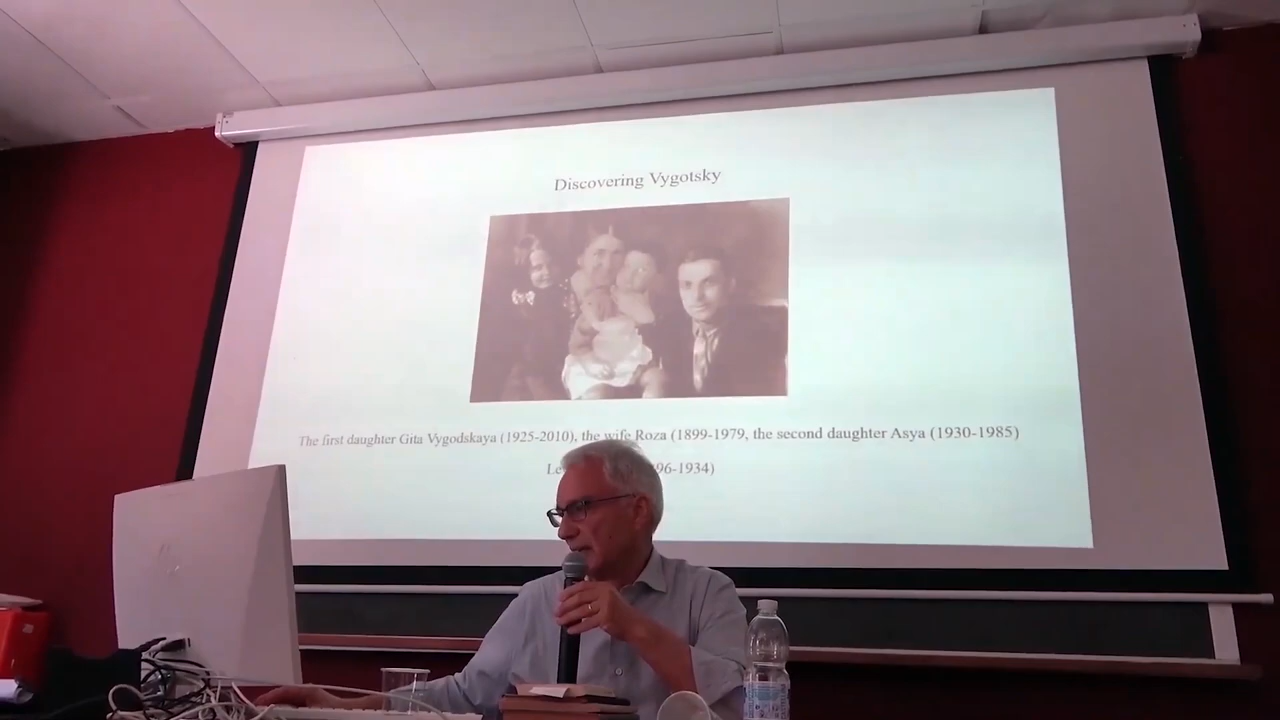 Discovering Vygotsky
The first daughter Gita Vygodskaya (1925-2010), the wife Roza (1899-1979, the second daughter Asya (1930-1985)
96-1934)